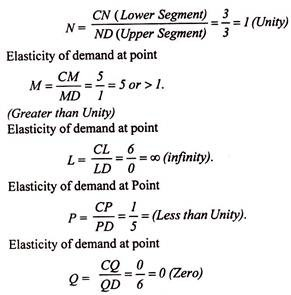 N = CN (Lower Segment) / ND (Upper Segment) = 3/3 = 1 (Unity)
Elasticity of demand at point
M = CM/MD = 5/1 = 5 or > 1.
(Greater than Unity)
Elasticity of demand at point
L = CL/LD = 6/0 = ∞ (infinity).
Elasticity of demand at Point
P = CP/PD = 1/5 = (Less than Unity).
Elasticity of demand at point
Q = CQ/QD = 0/6 = 0 (Zero)